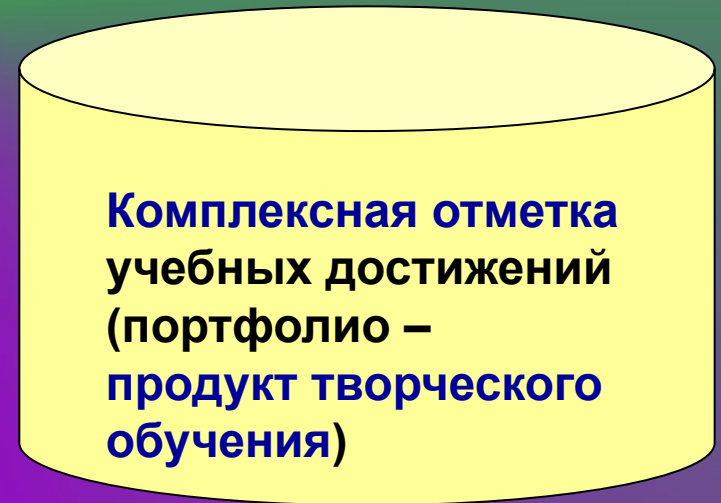 Комплексная отметка
учебных достижений
(портфолио –
продукт творческого
обучения)